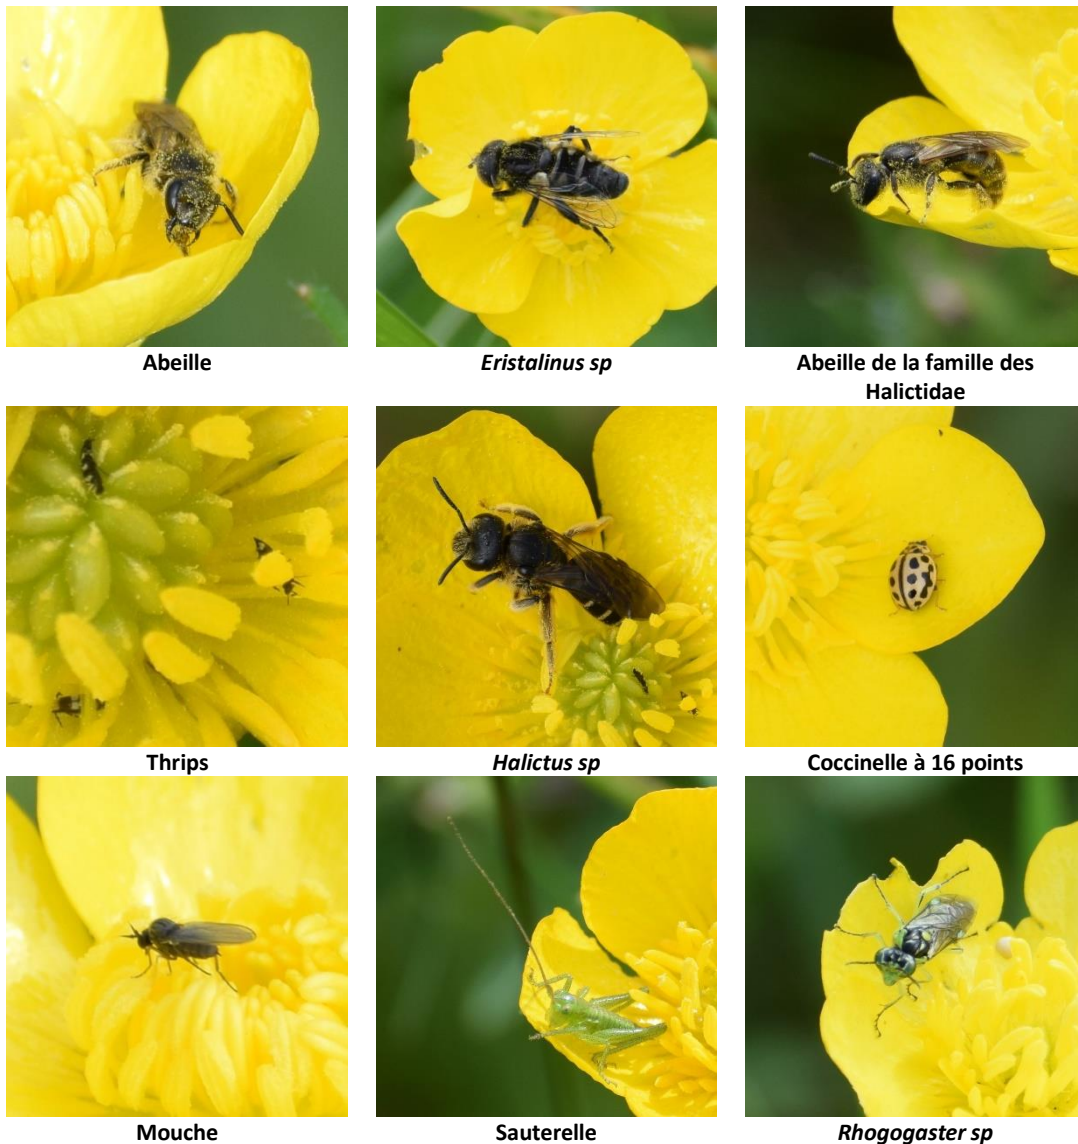 Abeille
Eristalinus sp
Abeille de la famille des
Halictidae
Thrips
Halictus sp
Coccinelle à 16 points
Mouche
Sauterelle
Rhogogaster sp